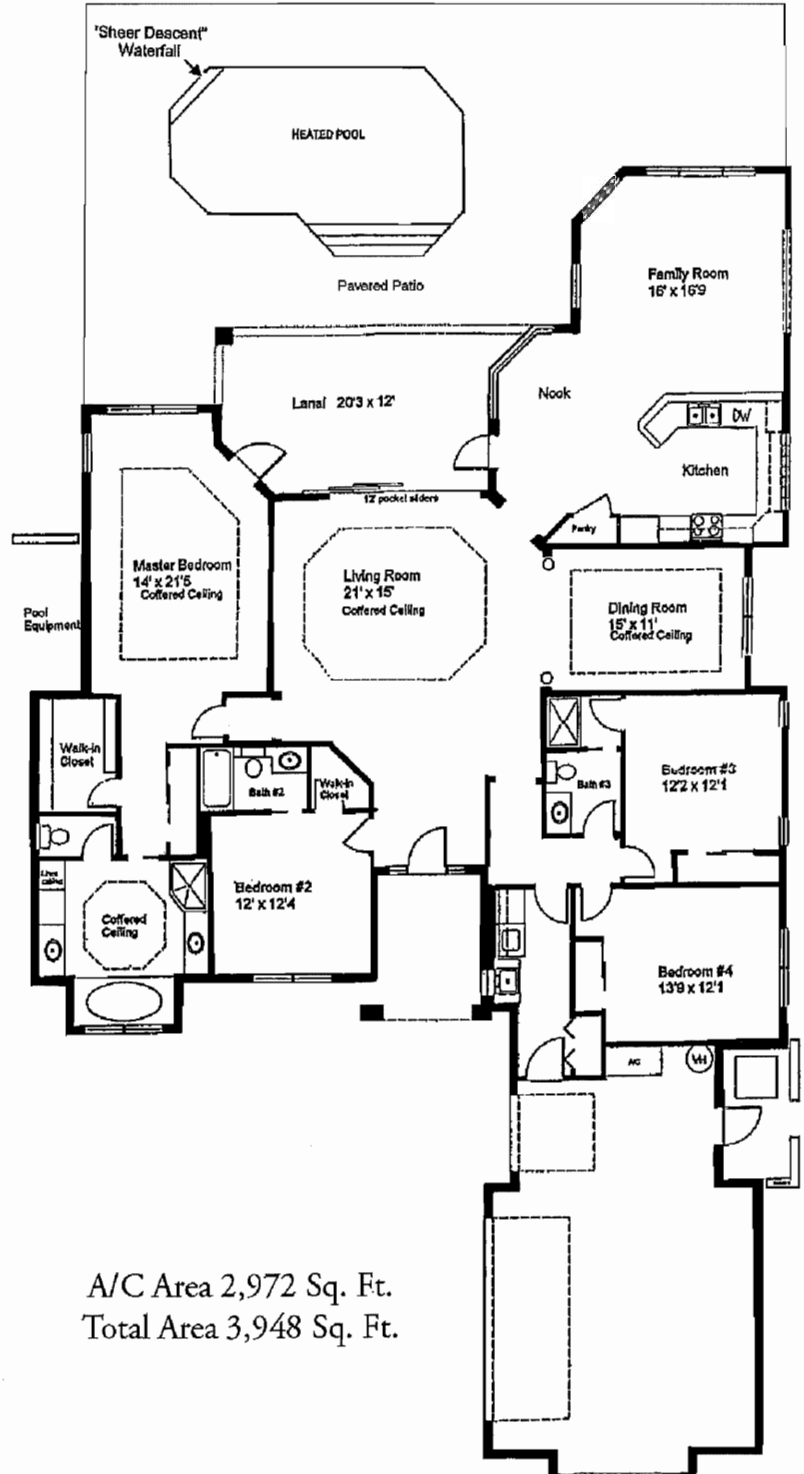 "Sheer Descent"
Waterfall
HEATED POOL
Pavered Patio
Family Room
16' x 16'9
Lanai 20'3 x 12'
Nook
DW
Kitchen
12' pocket sliders
Pantry
Master Bedroom
14' x 21'5
Coffered Ceiling
Living Room
21' x 15'
Coffered Ceiling
Dining Room
15' x 11'
Coffered Ceiling
Pool
Equipment
Walk-in
Closet
Bath #2
Walk-in
Closet
Bath #3
Bedroom #3
12'2 x 12'1
Linen
cabinet
Coffered
Ceiling
Bedroom #2
12' x 12'4
Bedroom #4
13'9 x 12'1
A/C
WH
A/C Area 2,972 Sq. Ft.
Total Area 3,948 Sq. Ft.